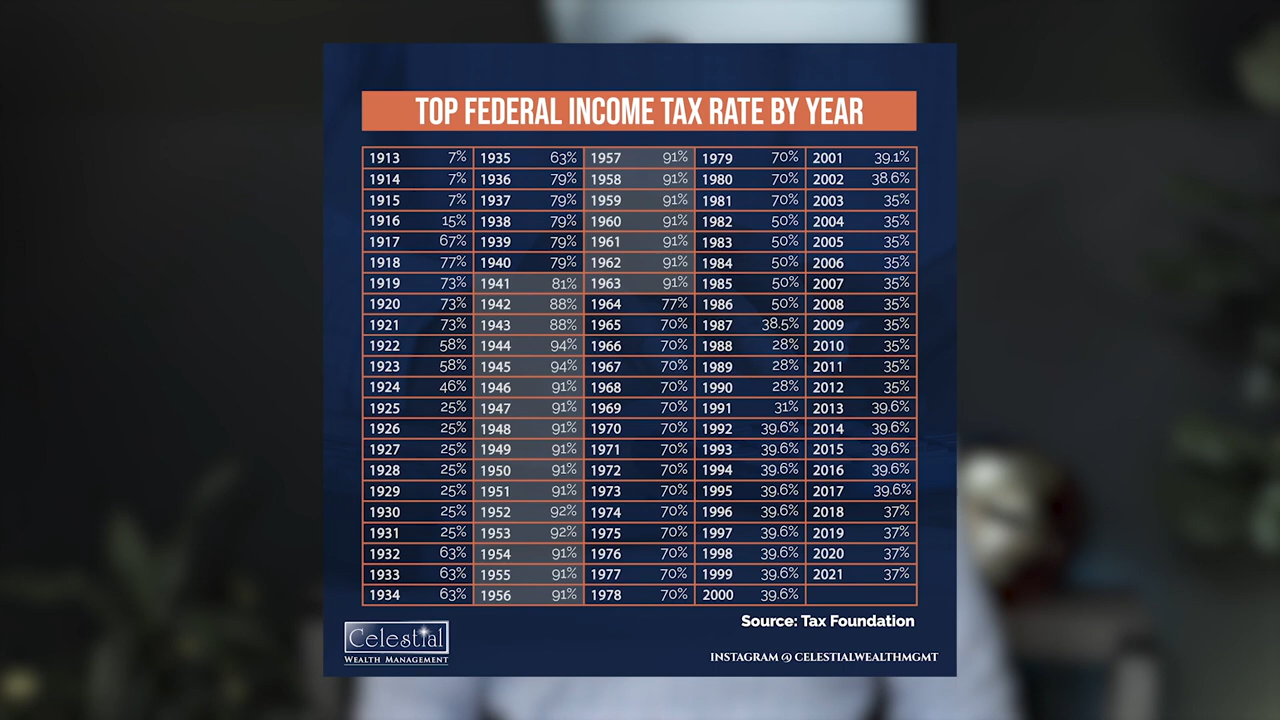 TOP FEDERAL INCOME TAX RATE BY YEAR
1913 7% 1935 63% 1957 91% 1979 70% 2001 39.1%
1914 7% 1936 79% 1958 91% 1980 70% 2002 38.6%
1915 7% 1937 79% 1959 91% 1981 70% 2003 35%
1916 15% 1938 79% 1960 91% 1982 50% 2004 35%
1917 67% 1939 79% 1961 91% 1983 50% 2005 35%
1918 77% 1940 79% 1962 91% 1984 50% 2006 35%
1919 73% 1941 81% 1963 91% 1985 50% 2007 35%
1920 73% 1942 88% 1964 77% 1986 50% 2008 35%
1921 73% 1943 88% 1965 70% 1987 38.5% 2009 35%
1922 58% 1944 94% 1966 70% 1988 28% 2010 35%
1923 58% 1945 94% 1967 70% 1989 28% 2011 35%
1924 46% 1946 91% 1968 70% 1990 28% 2012 35%
1925 25% 1947 91% 1969 70% 1991 31% 2013 39.6%
1926 25% 1948 91% 1970 70% 1992 39.6% 2014 39.6%
1927 25% 1949 91% 1971 70% 1993 39.6% 2015 39.6%
1928 25% 1950 91% 1972 70% 1994 39.6% 2016 39.6%
1929 25% 1951 91% 1973 70% 1995 39.6% 2017 39.6%
1930 25% 1952 92% 1974 70% 1996 39.6% 2018 37%
1931 25% 1953 92% 1975 70% 1997 39.6% 2019 37%
1932 63% 1954 91% 1976 70% 1998 39.6% 2020 37%
1933 63% 1955 91% 1977 70% 1999 39.6% 2021 37%
1934 63% 1956 91% 1978 70% 2000 39.6%
Source: Tax Foundation
Celestial
WEALTH MANAGEMENT
INSTAGRAM @ CELESTIALWEALTHMGMT